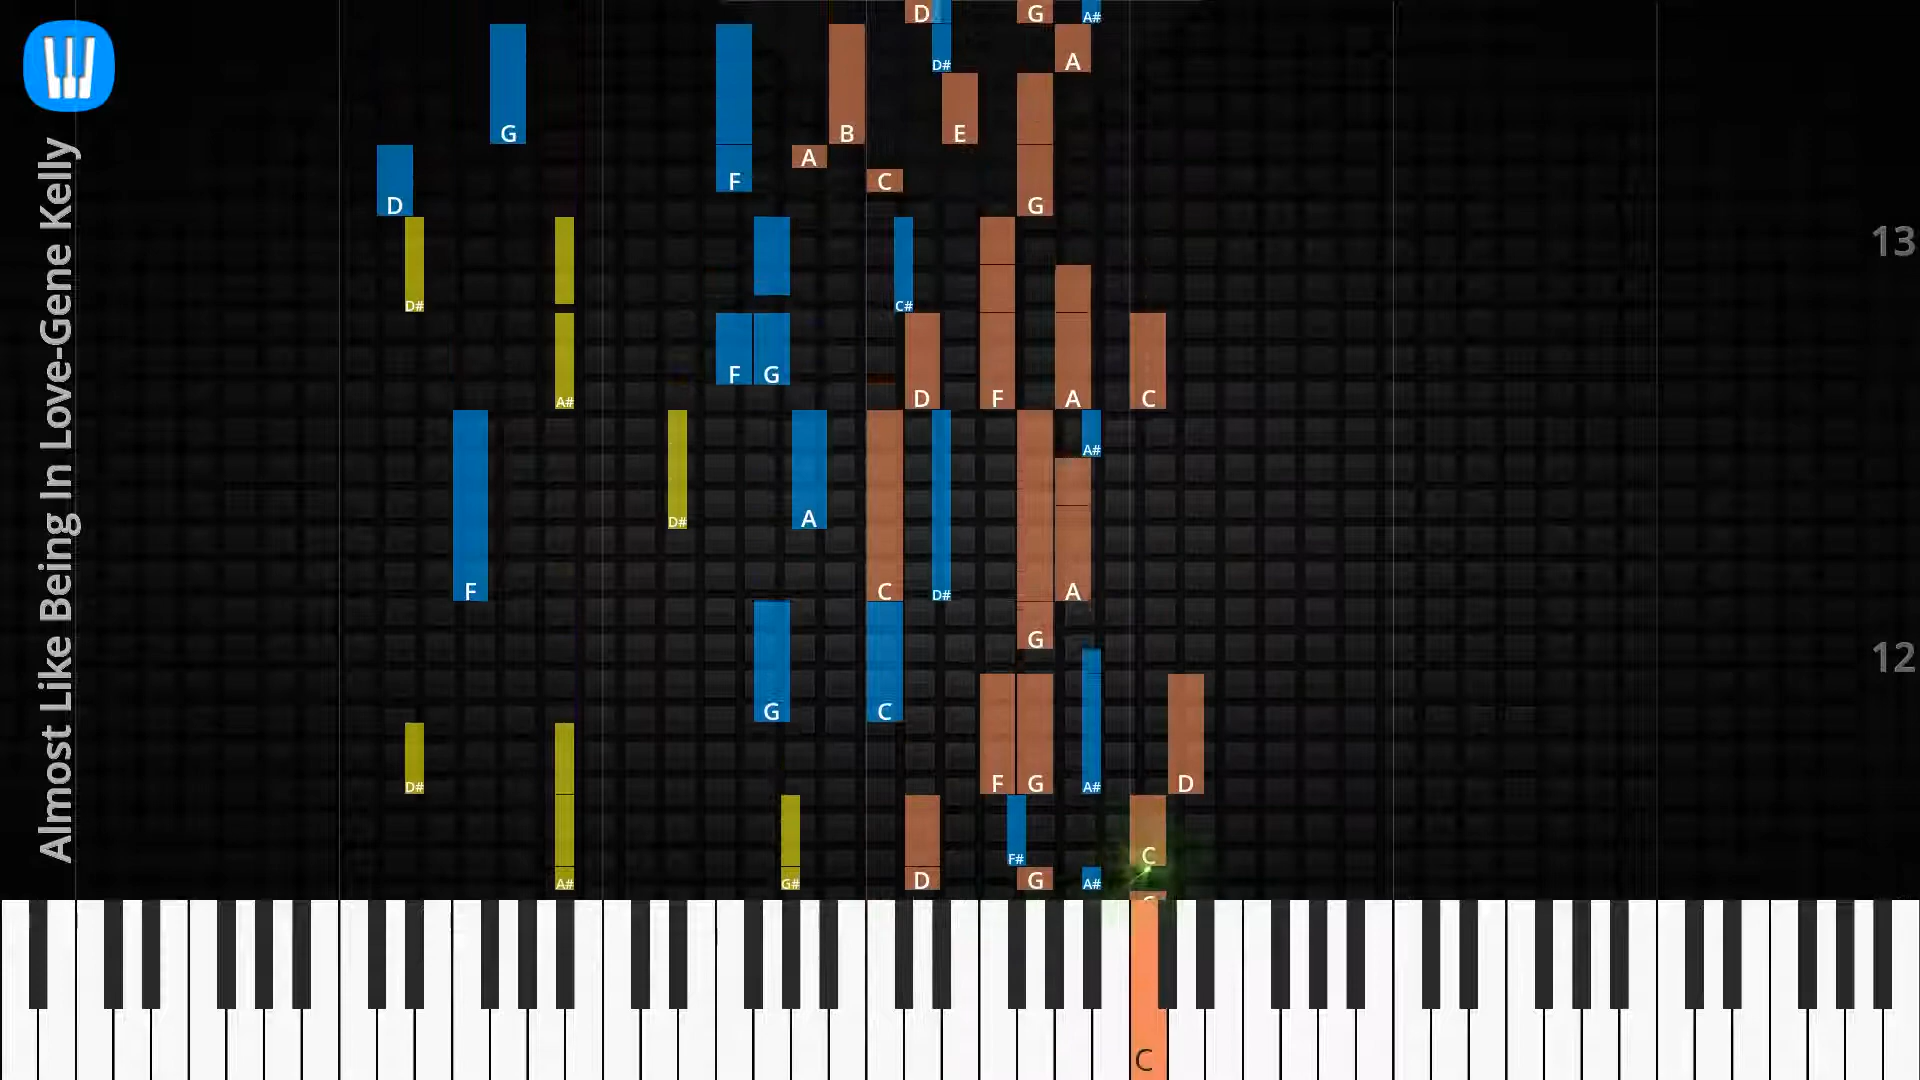 Almost Like Being In Love-Gene Kelly
D G A#
D# A
G B E
A
F C
D G
13
D# C#
F G
A# D F A C
A#
D# A
F C D# A
G
12
G C
D# F G A# D
F# C
A# G# D G A#
C